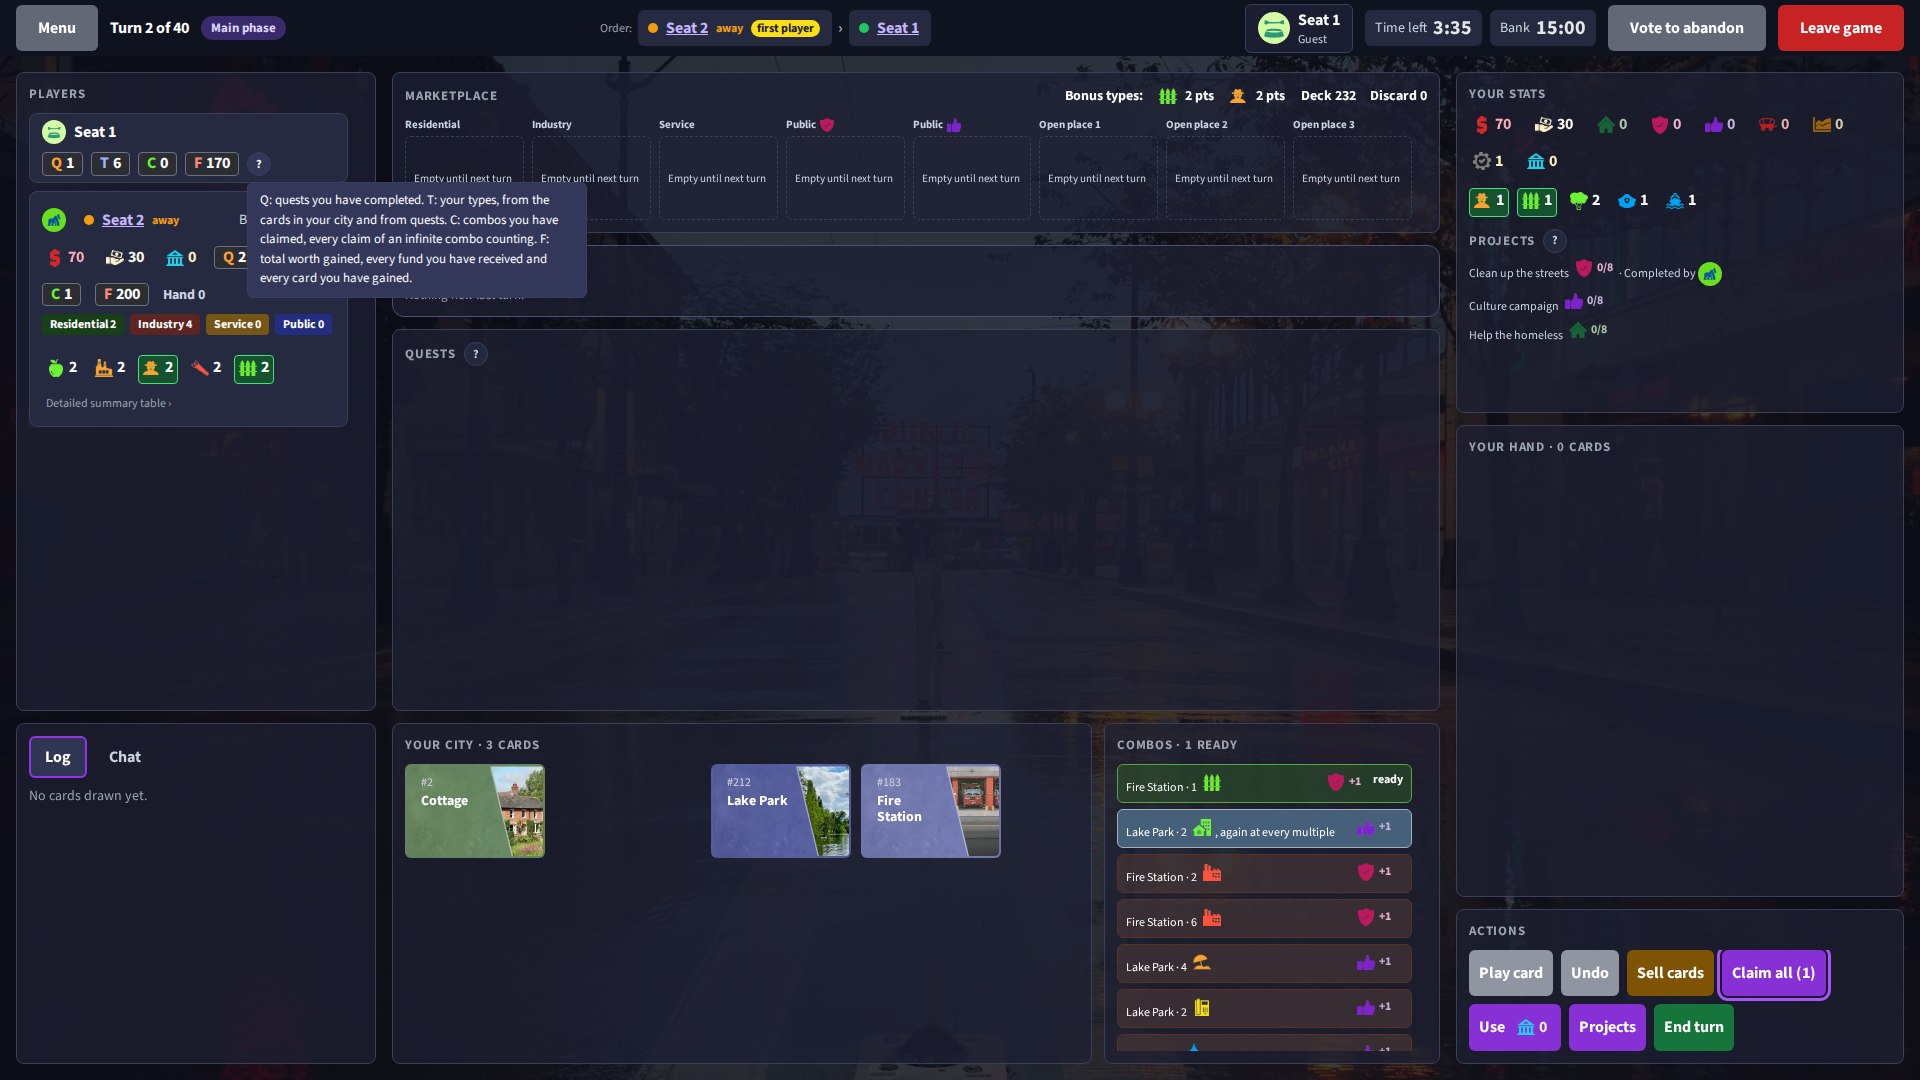 Menu
Turn 2 of 40
Main phase
Order:
Seat 2 away first player
›
Seat 1
Seat 1
Guest
Time left 3:35
Bank 15:00
Vote to abandon
Leave game
PLAYERS
Seat 1
Q 1
T 6
C 0
F 170
?
Q: quests you have completed. T: your types, from the
cards in your city and from quests. C: combos you have
claimed, every claim of an infinite combo counting. F:
total worth gained, every fund you have received and
every card you have gained.
Seat 2 away
B
70
30
0
Q 2
C 1
F 200
Hand 0
Residential 2
Industry 4
Service 0
Public 0
2
2
2
2
2
Detailed summary table ›
MARKETPLACE
Bonus types:
2 pts
2 pts
Deck 232
Discard 0
Residential
Industry
Service
Public
Public
Open place 1
Open place 2
Open place 3
Empty until next turn
Empty until next turn
Empty until next turn
Empty until next turn
Empty until next turn
Empty until next turn
Empty until next turn
Empty until next turn
QUESTS
?
YOUR STATS
70
30
0
0
0
0
0
1
0
1
1
2
1
1
PROJECTS ?
Clean up the streets 0/8 · Completed by
Culture campaign 0/8
Help the homeless 0/8
YOUR HAND · 0 CARDS
Log
Chat
No cards drawn yet.
YOUR CITY · 3 CARDS
#2
Cottage
#212
Lake Park
#183
Fire
Station
COMBOS · 1 READY
Fire Station · 1 +1 ready
Lake Park · 2 , again at every multiple +1
Fire Station · 2 +1
Fire Station · 6 +1
Lake Park · 4 +1
Lake Park · 2 +1
+1
ACTIONS
Play card
Undo
Sell cards
Claim all (1)
Use 0
Projects
End turn